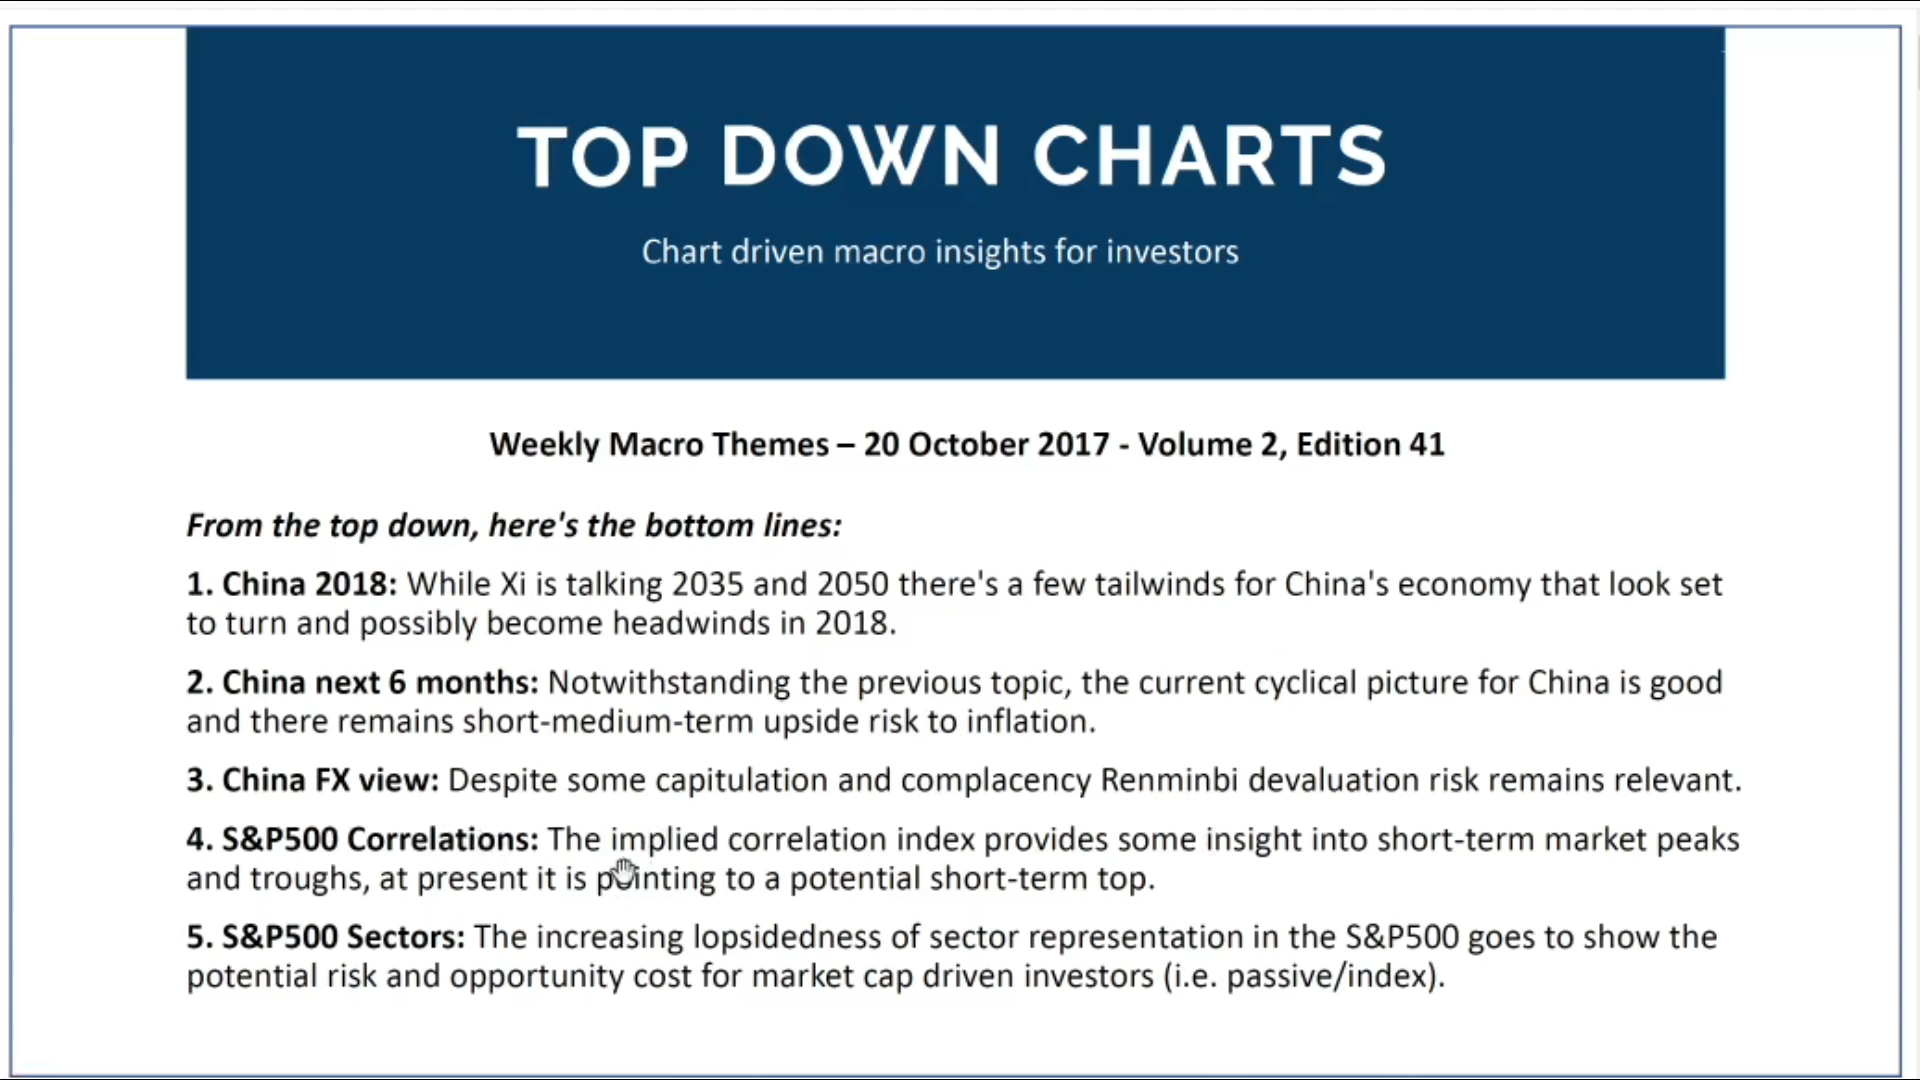 TOP DOWN CHARTS
Chart driven macro insights for investors
Weekly Macro Themes – 20 October 2017 - Volume 2, Edition 41
From the top down, here's the bottom lines:
1. China 2018: While Xi is talking 2035 and 2050 there's a few tailwinds for China's economy that look set
to turn and possibly become headwinds in 2018.
2. China next 6 months: Notwithstanding the previous topic, the current cyclical picture for China is good
and there remains short-medium-term upside risk to inflation.
3. China FX view: Despite some capitulation and complacency Renminbi devaluation risk remains relevant.
4. S&P500 Correlations: The implied correlation index provides some insight into short-term market peaks
and troughs, at present it is pointing to a potential short-term top.
5. S&P500 Sectors: The increasing lopsidedness of sector representation in the S&P500 goes to show the
potential risk and opportunity cost for market cap driven investors (i.e. passive/index).